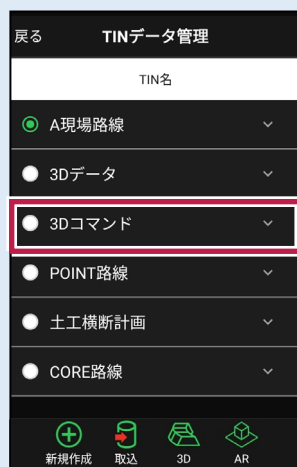 戻る TINデータ管理
TIN名
A現場路線
3Dデータ
3Dコマンド
POINT路線
土工横断計画
CORE路線
新規作成 取込 3D AR